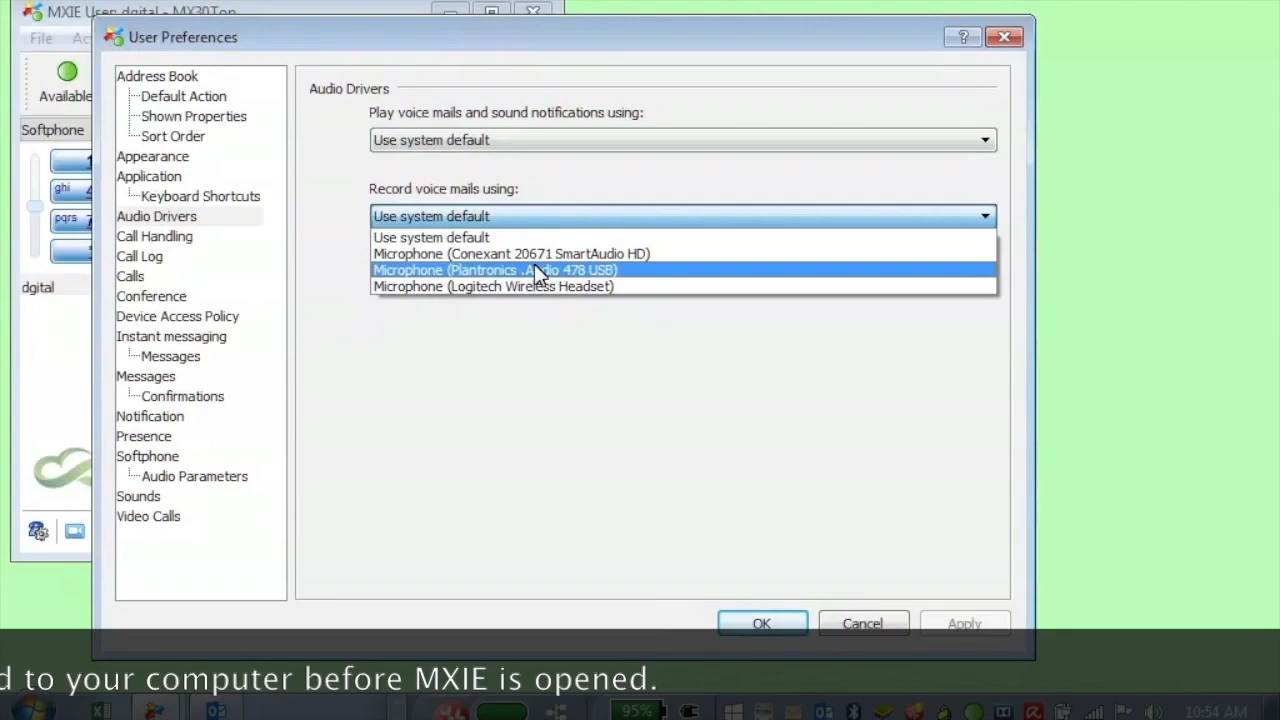 MXIE User: dgital - MX30Top
User Preferences
File
Available
Softphone
ghi
pqrs
dgital
Address Book
Default Action
Shown Properties
Sort Order
Appearance
Application
Keyboard Shortcuts
Audio Drivers
Call Handling
Call Log
Calls
Conference
Device Access Policy
Instant messaging
Messages
Messages
Confirmations
Notification
Presence
Softphone
Audio Parameters
Sounds
Video Calls
Audio Drivers
Play voice mails and sound notifications using:
Use system default
Record voice mails using:
Use system default
Use system default
Microphone (Conexant 20671 SmartAudio HD)
Microphone (Plantronics .Audio 478 USB)
Microphone (Logitech Wireless Headset)
OK
Cancel
Apply
d to your computer before MXIE is opened.
95%
10:54 AM